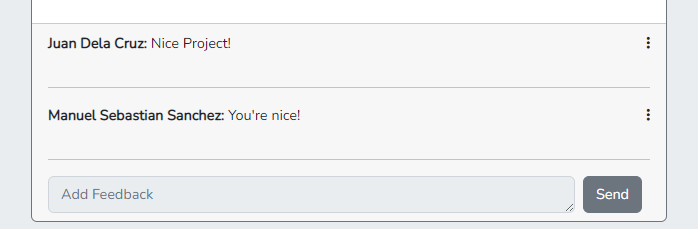 Juan Dela Cruz: Nice Project!
Manuel Sebastian Sanchez: You're nice!
Add Feedback
Send